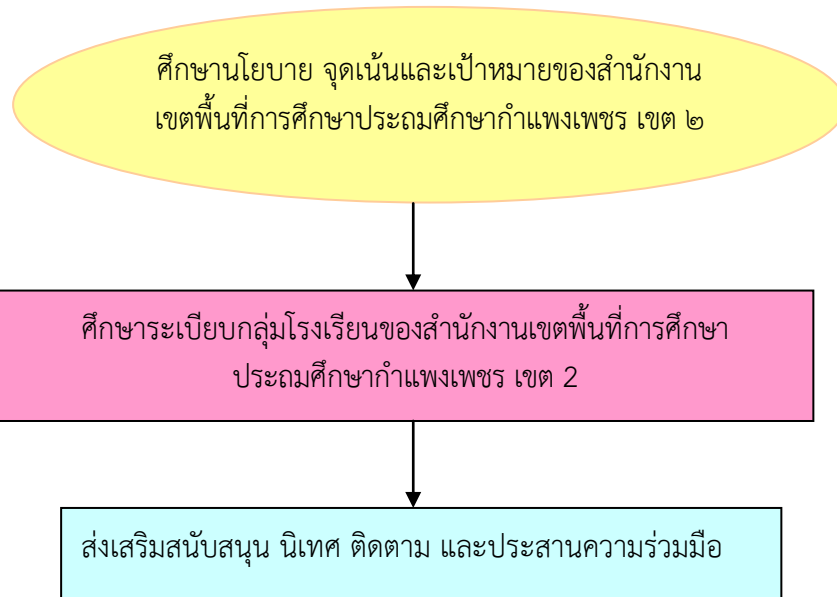 ศึกษานโยบาย จุดเน้นและเป้าหมายของสำนักงาน
เขตพื้นที่การศึกษาประถมศึกษากำแพงเพชร เขต ๒
ศึกษาระเบียบกลุ่มโรงเรียนของสำนักงานเขตพื้นที่การศึกษา
ประถมศึกษากำแพงเพชร เขต 2
ส่งเสริมสนับสนุน นิเทศ ติดตาม และประสานความร่วมมือ